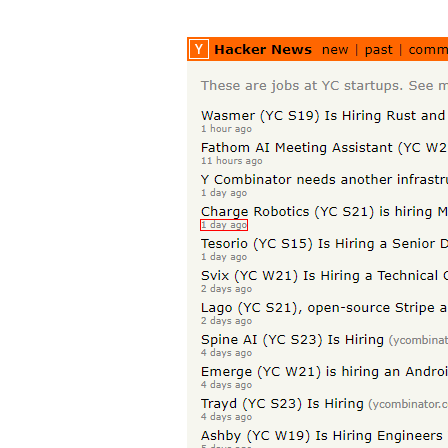 Y Hacker News new | past | comm
These are jobs at YC startups. See m
Wasmer (YC S19) Is Hiring Rust and
1 hour ago
Fathom AI Meeting Assistant (YC W2
11 hours ago
Y Combinator needs another infrastru
1 day ago
Charge Robotics (YC S21) is hiring M
1 day ago
Tesorio (YC S15) Is Hiring a Senior D
1 day ago
Svix (YC W21) Is Hiring a Technical C
2 days ago
Lago (YC S21), open-source Stripe a
2 days ago
Spine AI (YC S23) Is Hiring (ycombinat
4 days ago
Emerge (YC W21) is hiring an Androi
4 days ago
Trayd (YC S23) Is Hiring (ycombinator.c
4 days ago
Ashby (YC W19) Is Hiring Engineers